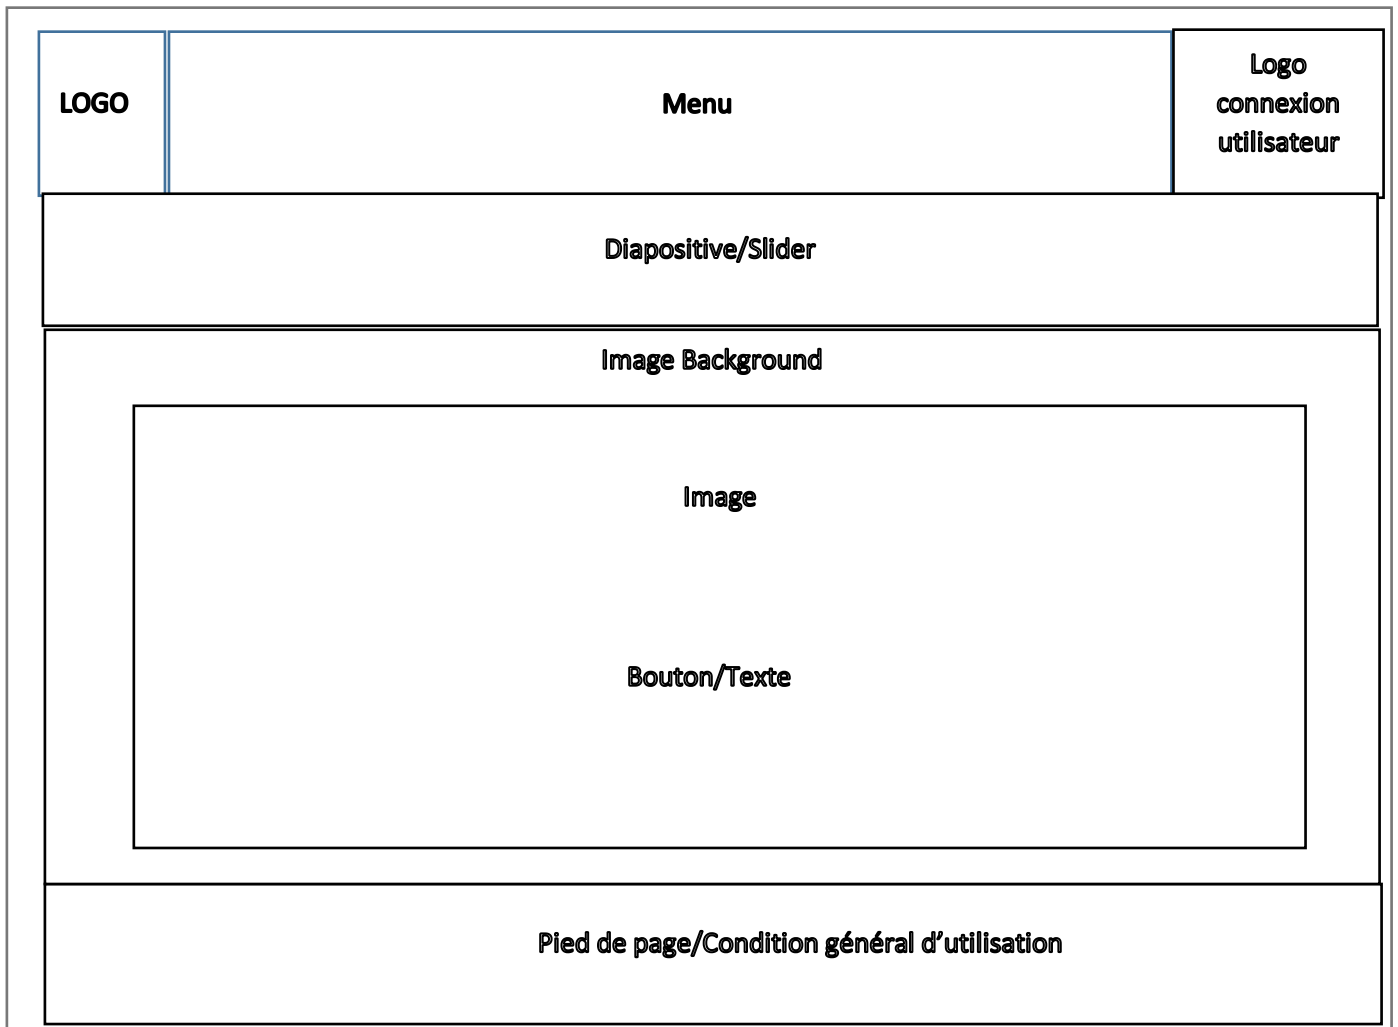 LOGO
Menu
Logo
connexion
utilisateur
Diapositive/Slider
Image Background
Image
Bouton/Texte
Pied de page/Condition général d’utilisation